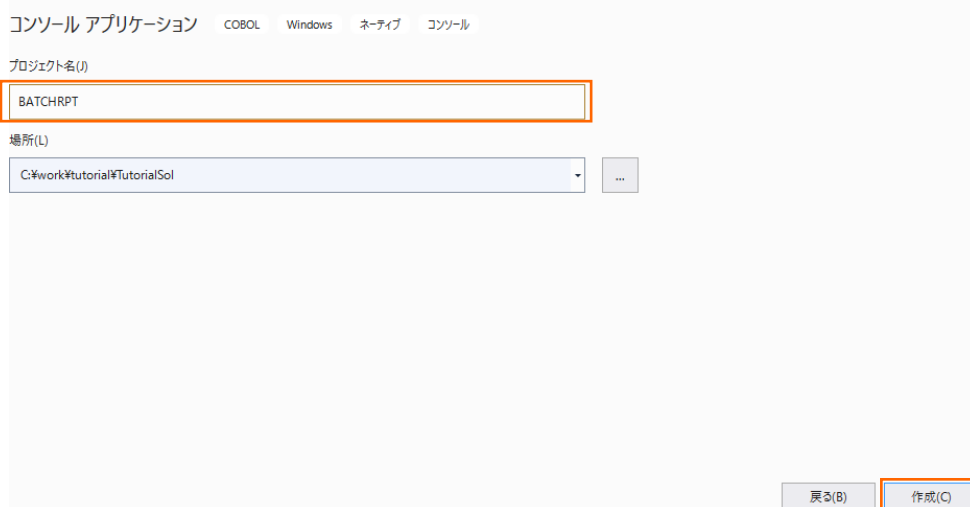 コンソール アプリケーション COBOL Windows ネーティブ コンソール
プロジェクト名(J)
BATCHRPT
場所(L)
C:¥work¥tutorial¥TutorialSol
...
戻る(B) 作成(C)